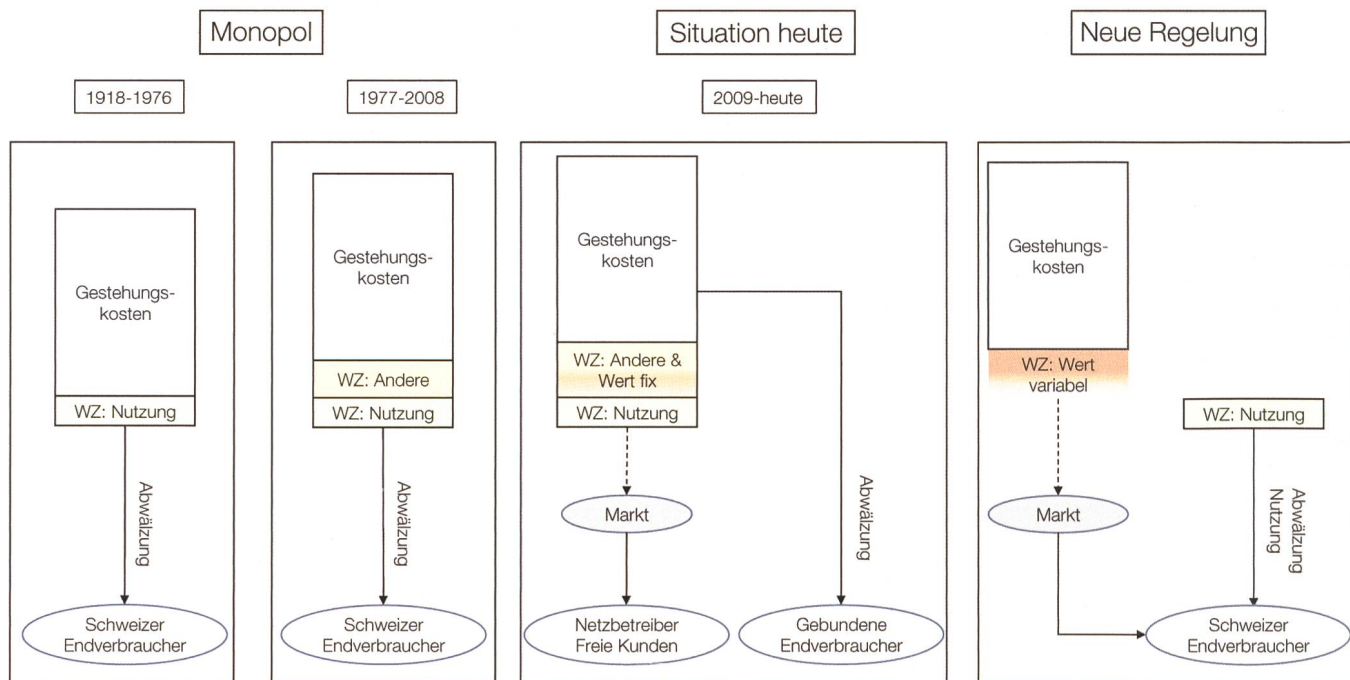 Monopol
Situation heute
Neue Regelung
1918-1976
1977-2008
2009-heute
Gestehungs-
kosten
WZ: Nutzung
Abwälzung
Schweizer
Endverbraucher
Gestehungs-
kosten
WZ: Andere
WZ: Nutzung
Abwälzung
Schweizer
Endverbraucher
Gestehungs-
kosten
WZ: Andere &
Wert fix
WZ: Nutzung
Markt
Netzbetreiber
Freie Kunden
Abwälzung
Gebundene
Endverbraucher
Gestehungs-
kosten
WZ: Wert
variabel
Markt
WZ: Nutzung
Abwälzung
Nutzung
Schweizer
Endverbraucher